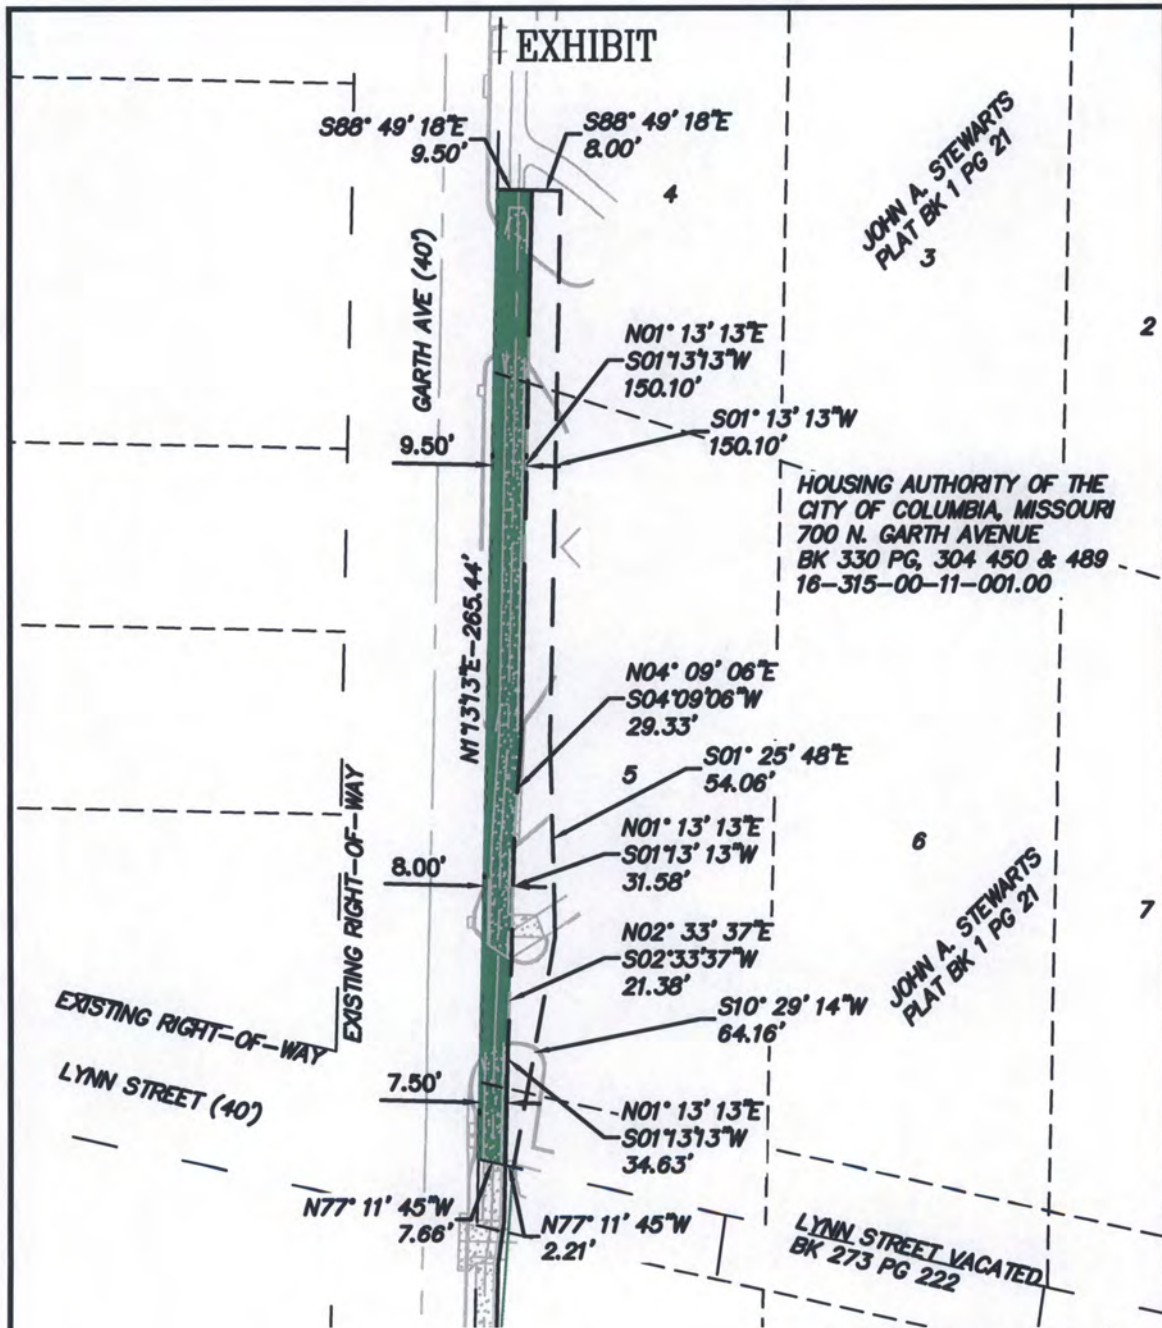 EXHIBIT
S88° 49' 18"E
9.50'
S88° 49' 18"E
8.00'
4
JOHN A. STEWARTS
PLAT BK 1 PG 21
3
2
GARTH AVE (40')
N01° 13' 13"E
S01°13'13"W
150.10'
S01° 13' 13"W
150.10'
9.50'
HOUSING AUTHORITY OF THE
CITY OF COLUMBIA, MISSOURI
700 N. GARTH AVENUE
BK 330 PG, 304 450 & 489
16-315-00-11-001.00
N1°13'13"E-265.44'
N04° 09' 06"E
S04°09'06"W
29.33'
S01° 25' 48"E
54.06'
5
N01° 13' 13"E
S01°13' 13"W
31.58'
6
8.00'
EXISTING RIGHT-OF-WAY
N02° 33' 37"E
S02°33'37"W
21.38'
JOHN A. STEWARTS
PLAT BK 1 PG 21
7
S10° 29' 14"W
64.16'
EXISTING RIGHT-OF-WAY
LYNN STREET (40')
7.50'
N01° 13' 13"E
S01°13'13"W
34.63'
N77° 11' 45"W
7.66'
N77° 11' 45"W
2.21'
LYNN STREET VACATED
BK 273 PG 222